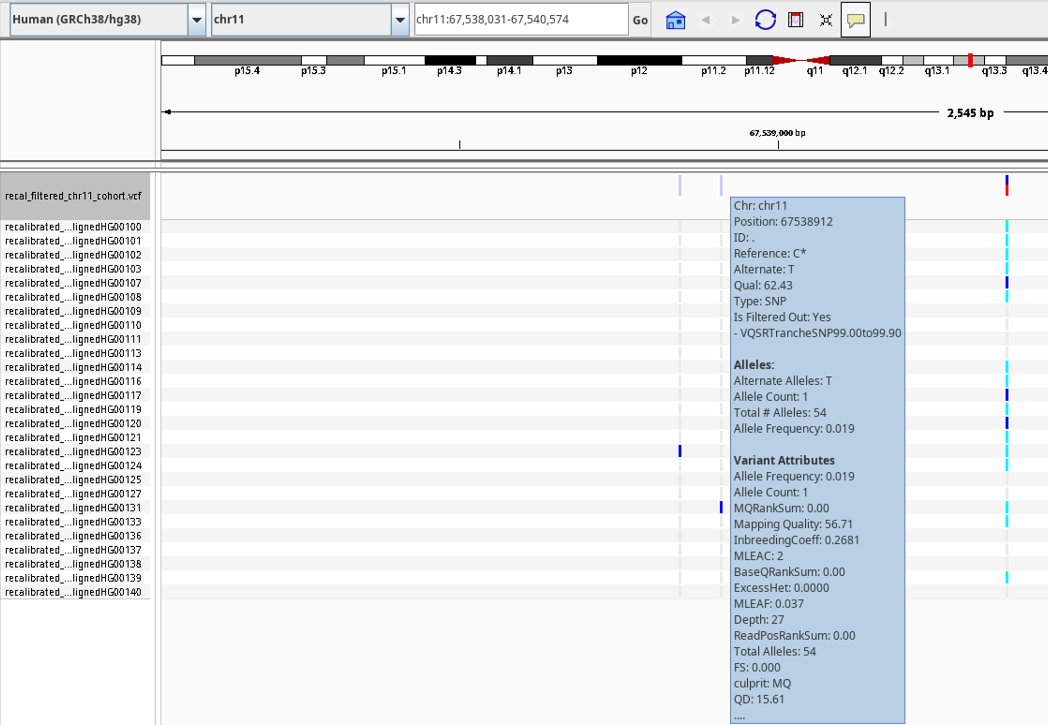 Human (GRCh38/hg38) chr11 chr11:67,538,031-67,540,574 Go
p15.4 p15.3 p15.1 p14.3 p14.1 p13 p12 p11.2 p11.12 q11 q12.1 q12.2 q13.1 q13.3 q13.4
2,545 bp
67,539,000 bp
recal_filtered_chr11_cohort.vcf
recalibrated_...lignedHG00100
recalibrated_...lignedHG00101
recalibrated_...lignedHG00102
recalibrated_...lignedHG00103
recalibrated_...lignedHG00107
recalibrated_...lignedHG00108
recalibrated_...lignedHG00109
recalibrated_...lignedHG00110
recalibrated_...lignedHG00111
recalibrated_...lignedHG00113
recalibrated_...lignedHG00114
recalibrated_...lignedHG00116
recalibrated_...lignedHG00117
recalibrated_...lignedHG00119
recalibrated_...lignedHG00120
recalibrated_...lignedHG00121
recalibrated_...lignedHG00123
recalibrated_...lignedHG00124
recalibrated_...lignedHG00125
recalibrated_...lignedHG00127
recalibrated_...lignedHG00131
recalibrated_...lignedHG00133
recalibrated_...lignedHG00136
recalibrated_...lignedHG00137
recalibrated_...lignedHG00138
recalibrated_...lignedHG00139
recalibrated_...lignedHG00140
Chr: chr11
Position: 67538912
ID: .
Reference: C*
Alternate: T
Qual: 62.43
Type: SNP
Is Filtered Out: Yes
- VQSRTrancheSNP99.00to99.90
Alleles:
Alternate Alleles: T
Allele Count: 1
Total # Alleles: 54
Allele Frequency: 0.019
Variant Attributes
Allele Frequency: 0.019
Allele Count: 1
MQRankSum: 0.00
Mapping Quality: 56.71
InbreedingCoeff: 0.2681
MLEAC: 2
BaseQRankSum: 0.00
ExcessHet: 0.0000
MLEAF: 0.037
Depth: 27
ReadPosRankSum: 0.00
Total Alleles: 54
FS: 0.000
culprit: MQ
QD: 15.61
....